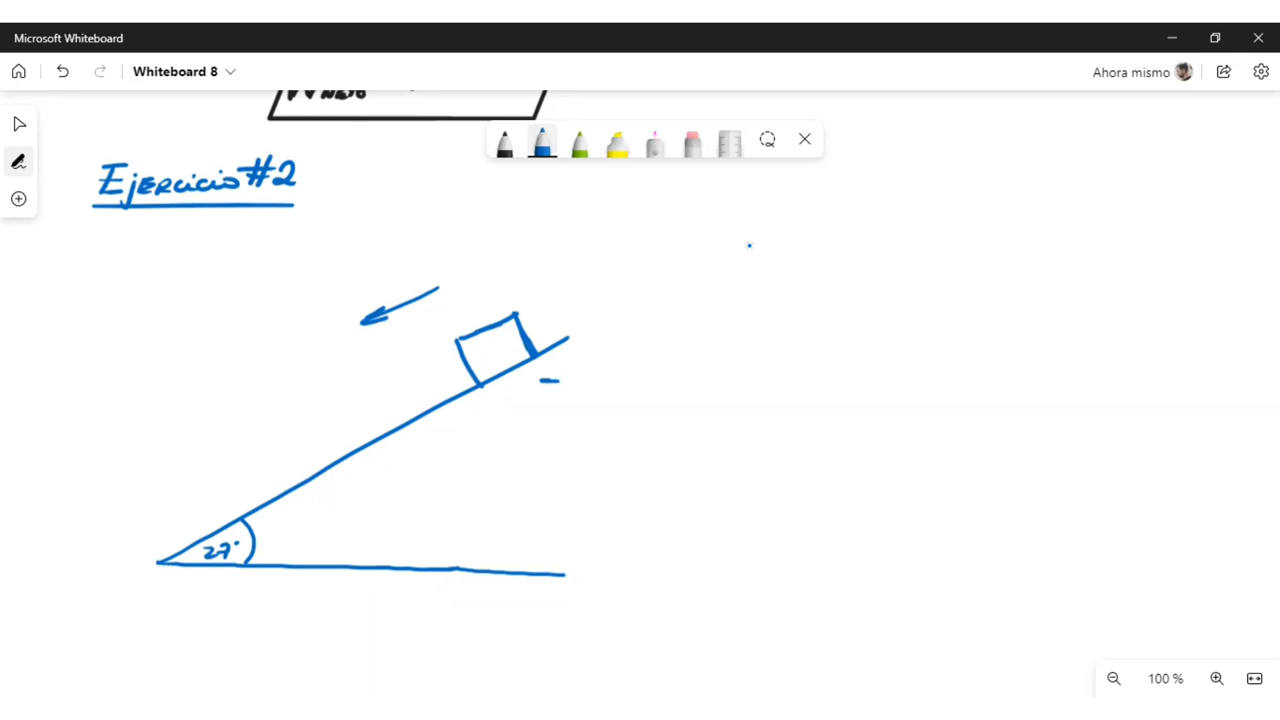 Microsoft Whiteboard
Whiteboard 8
Ahora mismo
Ejercicio #2
27°
100 %